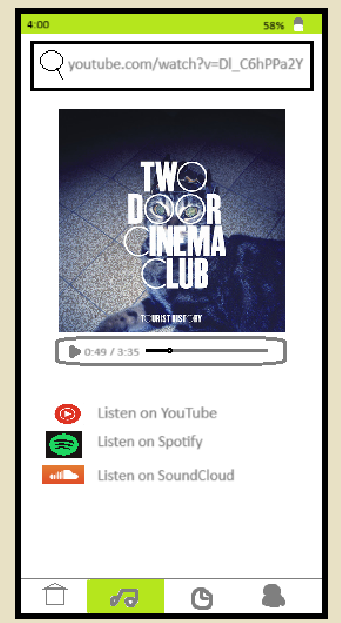 4:00 58%
youtube.com/watch?v=Dl_C6hPPa2Y
TWO
DOOR
CINEMA
CLUB
TOURIST HISTORY
0:49 / 3:35
Listen on YouTube
Listen on Spotify
Listen on SoundCloud